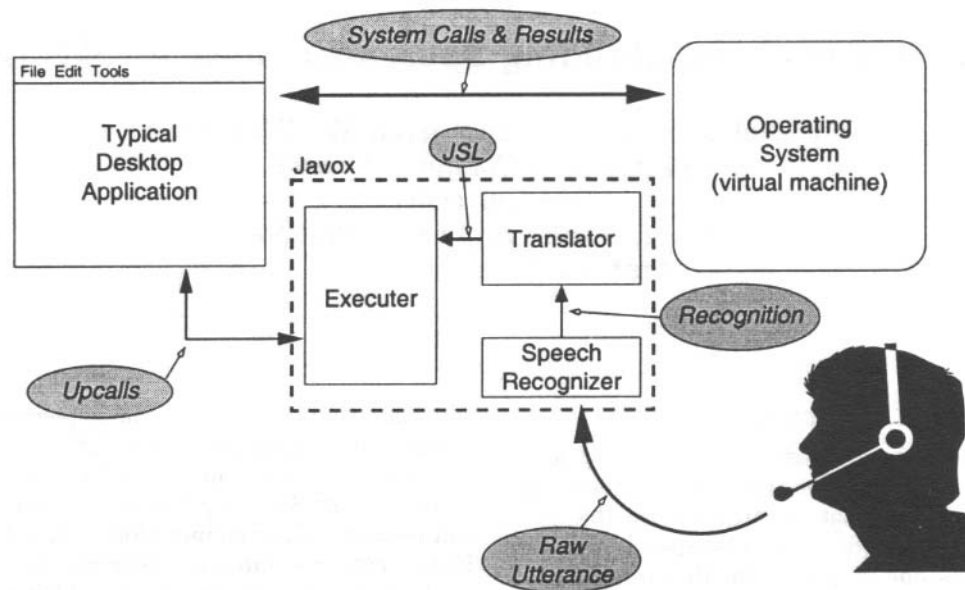 System Calls & Results
File Edit Tools
Typical
Desktop
Application
Operating
System
(virtual machine)
JSL
Javox
Translator
Executer
Recognition
Speech
Recognizer
Upcalls
Raw
Utterance